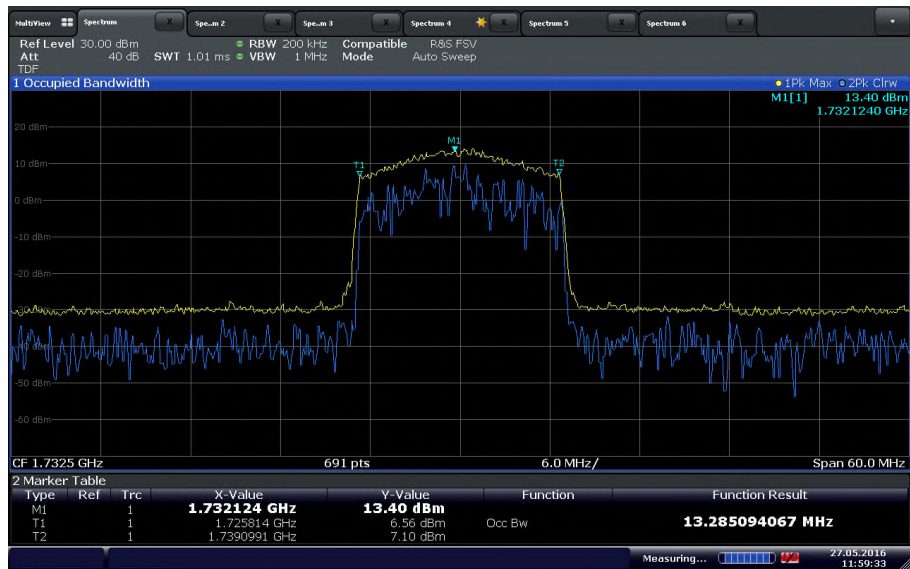 MultiView Spectrum X Spe...m 2 X Spe...m 3 X Spectrum 4 X Spectrum 5 X Spectrum 6 X
Ref Level 30.00 dBm RBW 200 kHz Compatible R&S FSV
Att 40 dB SWT 1.01 ms VBW 1 MHz Mode Auto Sweep
TDF
1 Occupied Bandwidth 1Pk Max 2Pk Clrw
M1[1] 13.40 dBm
1.7321240 GHz
20 dBm
M1
10 dBm
T1 T2
0 dBm
-10 dBm
-20 dBm
-50 dBm
-60 dBm
CF 1.7325 GHz 691 pts 6.0 MHz/ Span 60.0 MHz
2 Marker Table
Type Ref Trc X-Value Y-Value Function Function Result
M1 1 1.732124 GHz 13.40 dBm
T1 1 1.725814 GHz 6.56 dBm Occ Bw 13.285094067 MHz
T2 1 1.7390991 GHz 7.10 dBm
Measuring... 27.05.2016
11:59:33